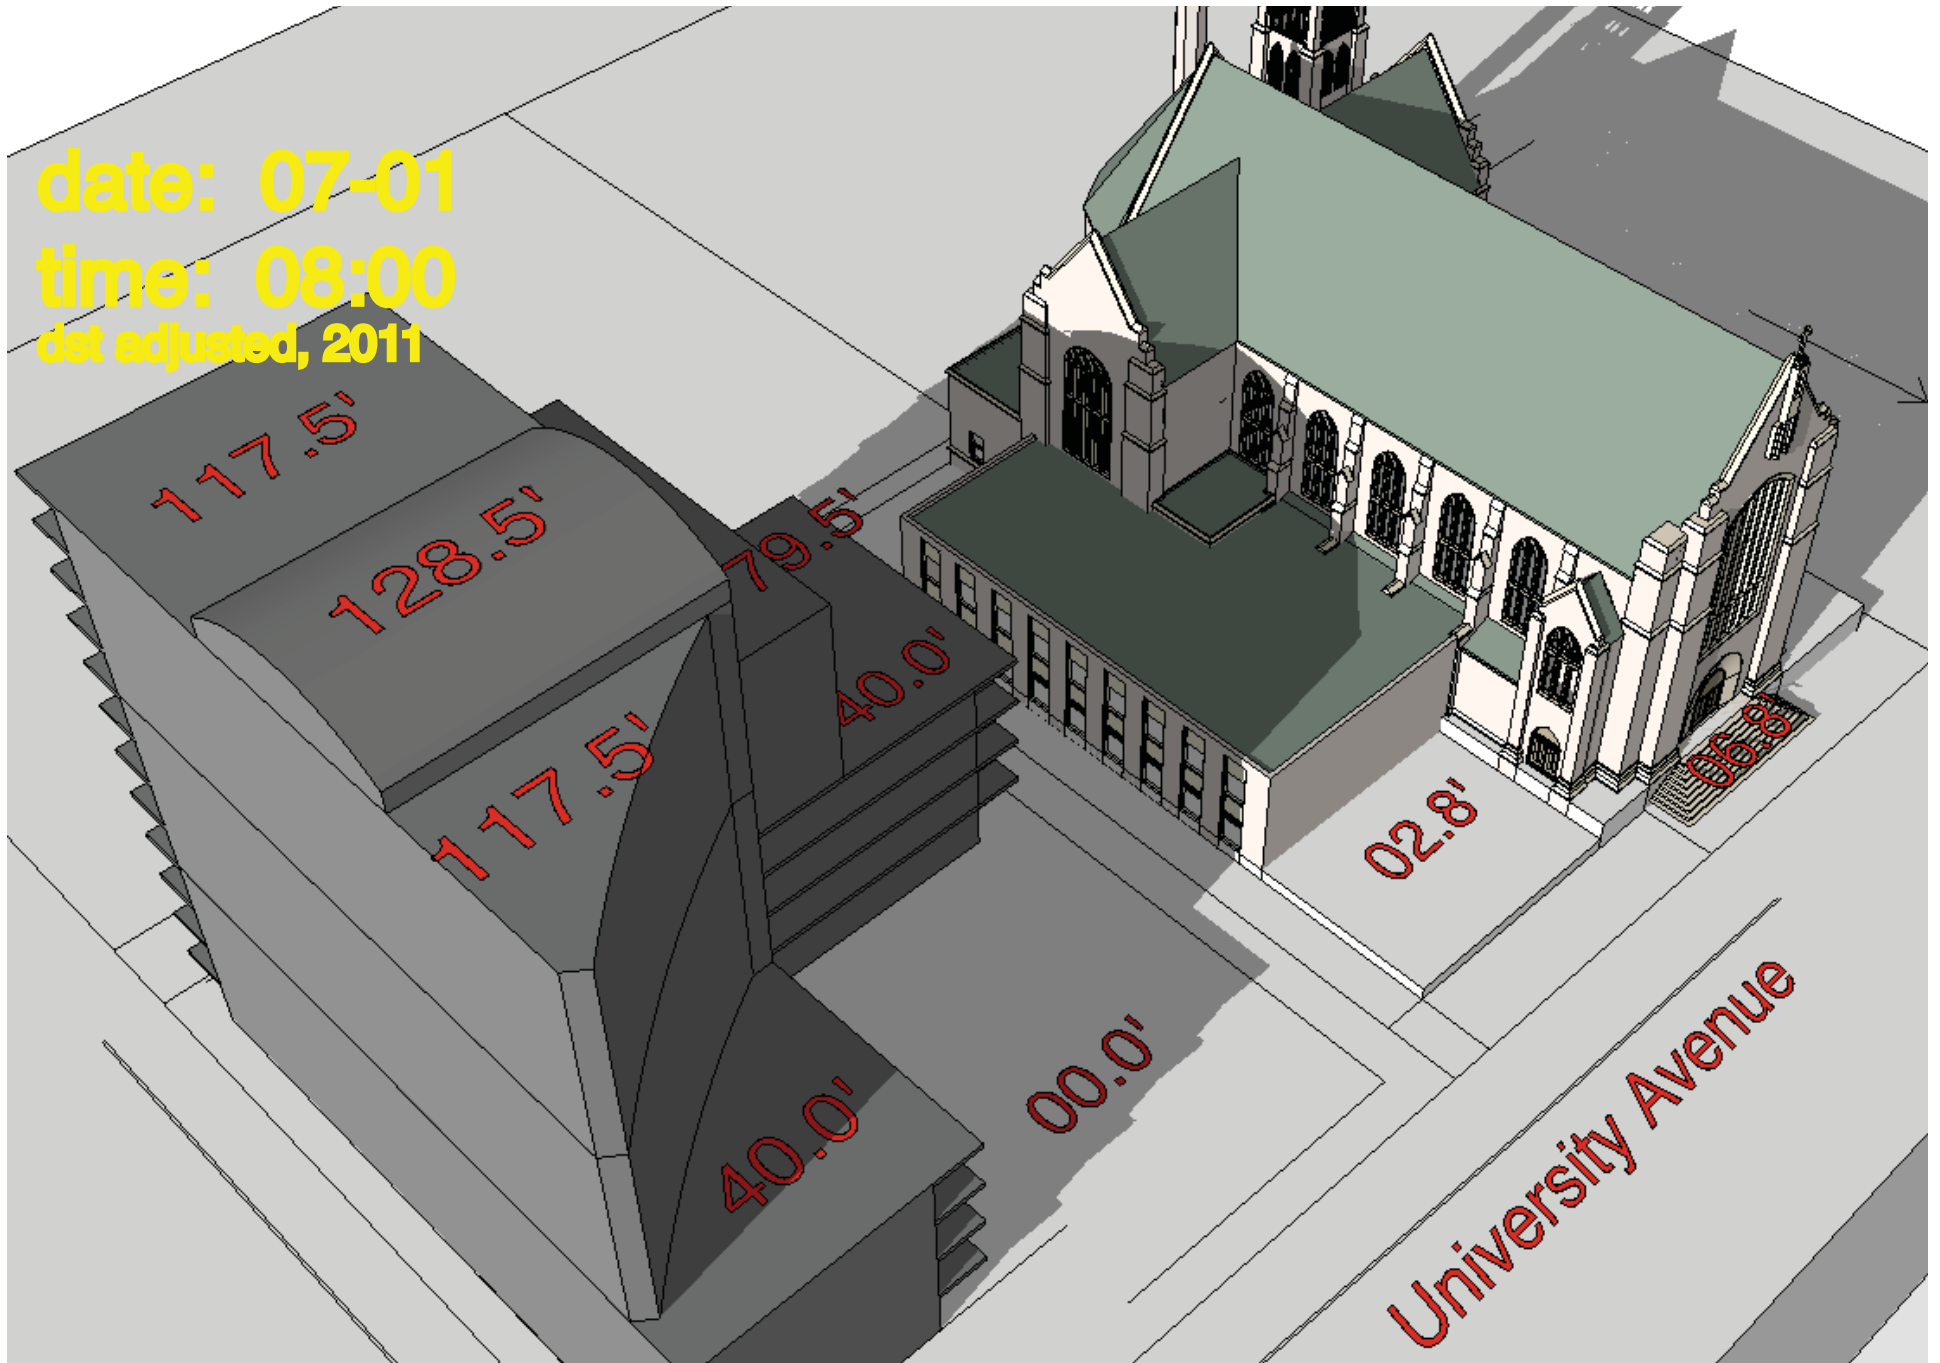 date: 07-01
time: 08:00
dst adjusted, 2011
117.5'
128.5'
79.5'
117.5'
40.0'
06.8'
02.8'
00.0'
40.0'
University Avenue